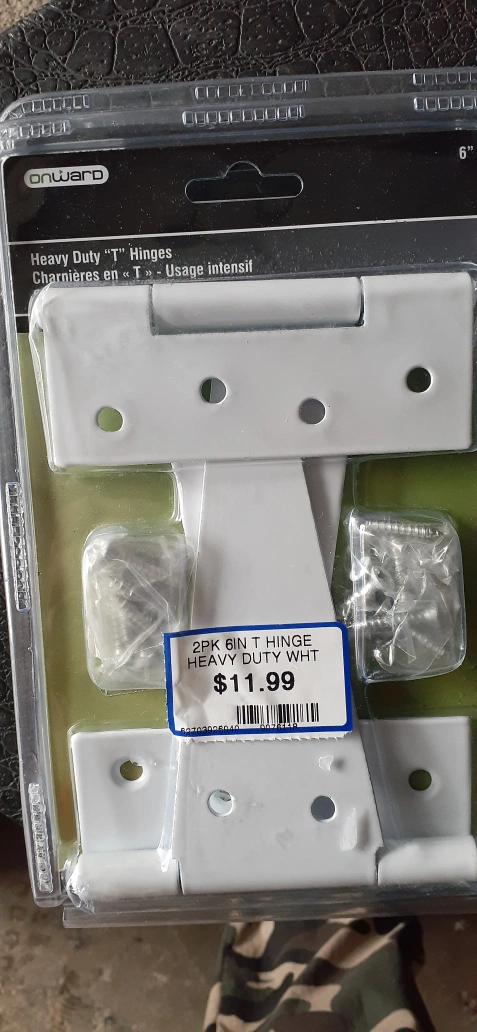 onward
6"
Heavy Duty "T" Hinges
Charnières en « T » - Usage intensif
2PK 6IN T HINGE
HEAVY DUTY WHT
$11.99